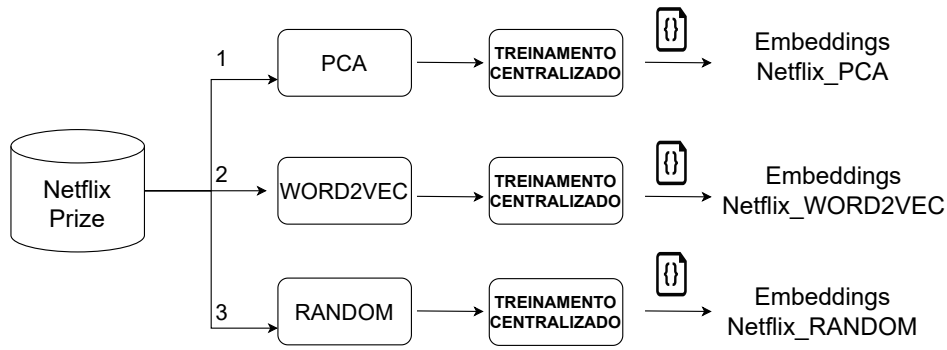 Netflix
Prize
1
PCA
TREINAMENTO
CENTRALIZADO
{}
Embeddings
Netflix_PCA
2
WORD2VEC
TREINAMENTO
CENTRALIZADO
{}
Embeddings
Netflix_WORD2VEC
3
RANDOM
TREINAMENTO
CENTRALIZADO
{}
Embeddings
Netflix_RANDOM